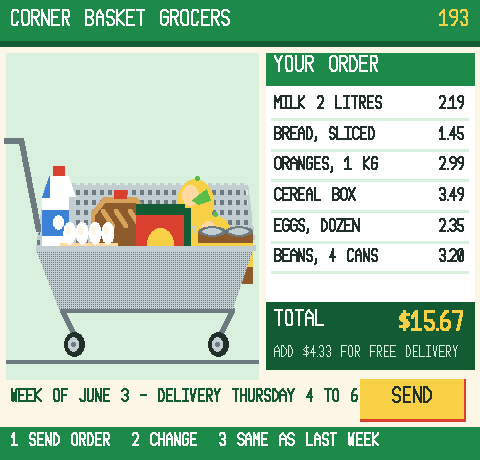 CORNER BASKET GROCERS 193
YOUR ORDER
MILK 2 LITRES 2.19
BREAD, SLICED 1.45
ORANGES, 1 KG 2.99
CEREAL BOX 3.49
EGGS, DOZEN 2.35
BEANS, 4 CANS 3.20
TOTAL $15.67
ADD $4.33 FOR FREE DELIVERY
WEEK OF JUNE 3 - DELIVERY THURSDAY 4 TO 6
SEND
1 SEND ORDER 2 CHANGE 3 SAME AS LAST WEEK